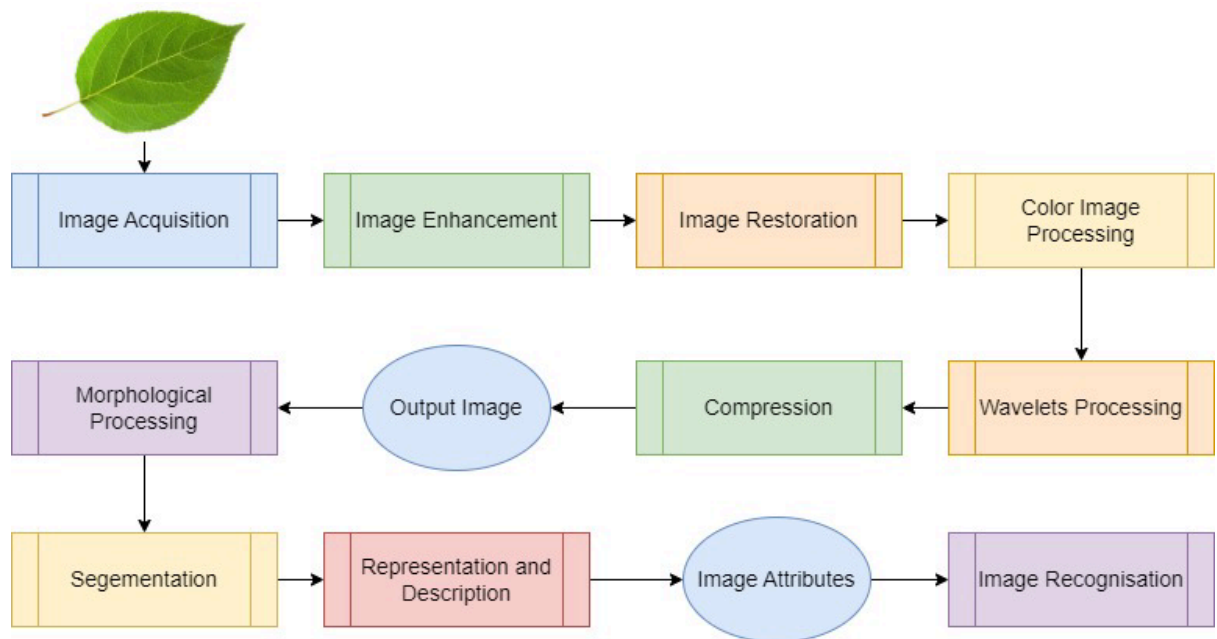 Image Acquisition
Image Enhancement
Image Restoration
Color Image
Processing
Wavelets Processing
Compression
Output Image
Morphological
Processing
Segementation
Representation and
Description
Image Attributes
Image Recognisation